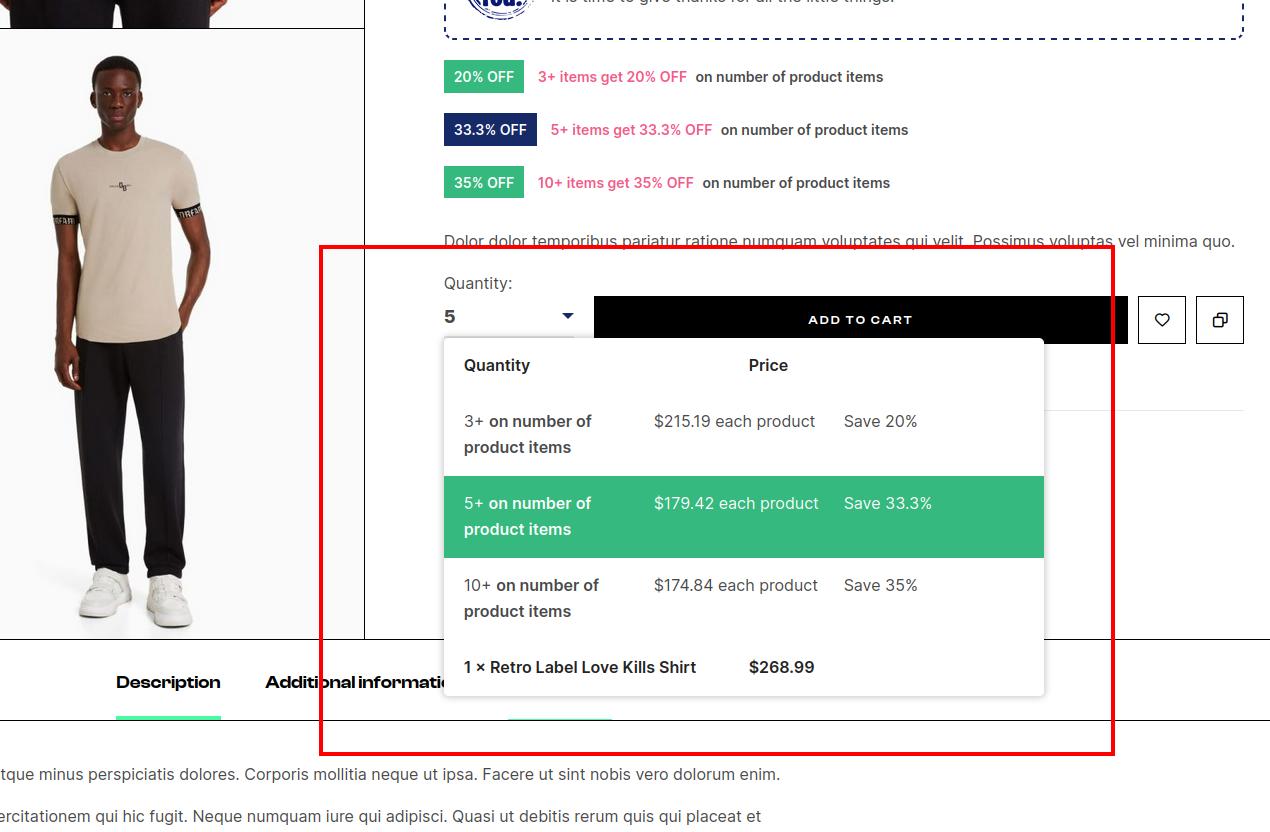 You!
20% OFF 3+ items get 20% OFF on number of product items
33.3% OFF 5+ items get 33.3% OFF on number of product items
35% OFF 10+ items get 35% OFF on number of product items
Dolor dolor temporibus pariatur ratione numquam voluptates qui velit. Possimus voluptas vel minima quo.
Quantity:
5
ADD TO CART
Quantity Price
3+ on number of
product items
$215.19 each product Save 20%
5+ on number of
product items
$179.42 each product Save 33.3%
10+ on number of
product items
$174.84 each product Save 35%
1 × Retro Label Love Kills Shirt $268.99
Description Additional informatio
tque minus perspiciatis dolores. Corporis mollitia neque ut ipsa. Facere ut sint nobis vero dolorum enim.
ercitationem qui hic fugit. Neque numquam iure qui adipisci. Quasi ut debitis rerum quis qui placeat et